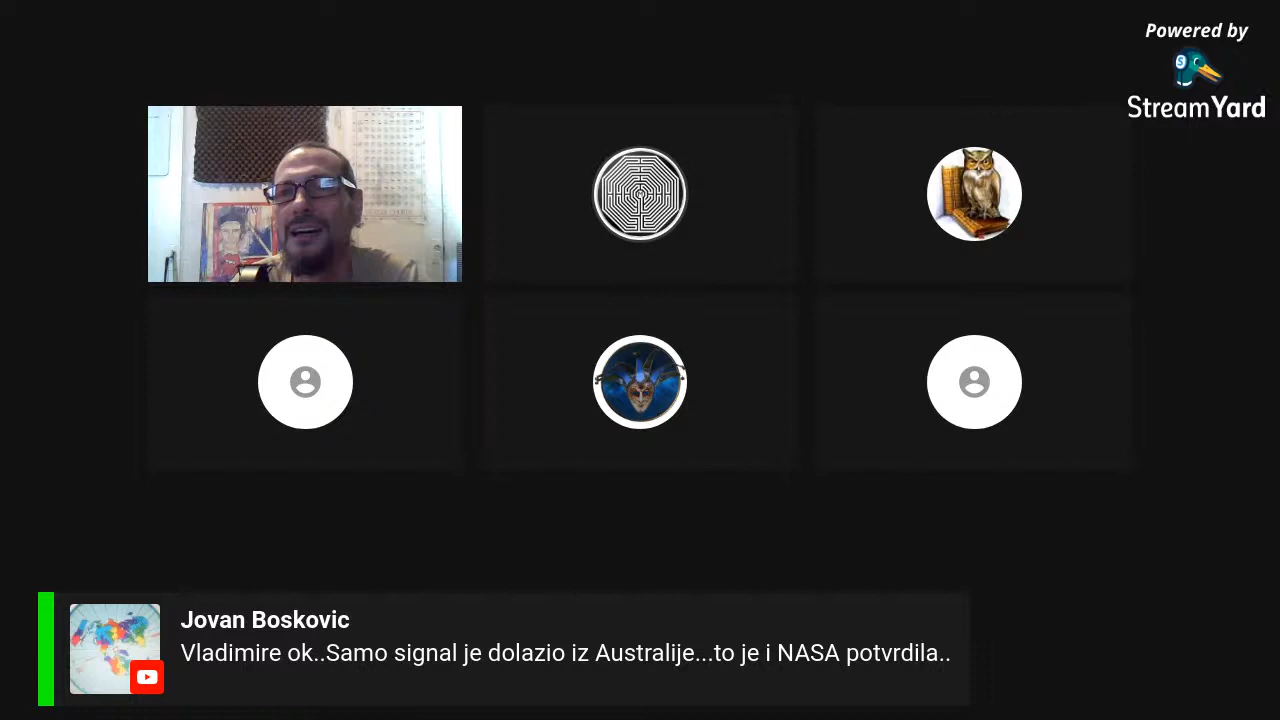 Powered by
StreamYard
Jovan Boskovic
Vladimire ok..Samo signal je dolazio iz Australije...to je i NASA potvrdila..